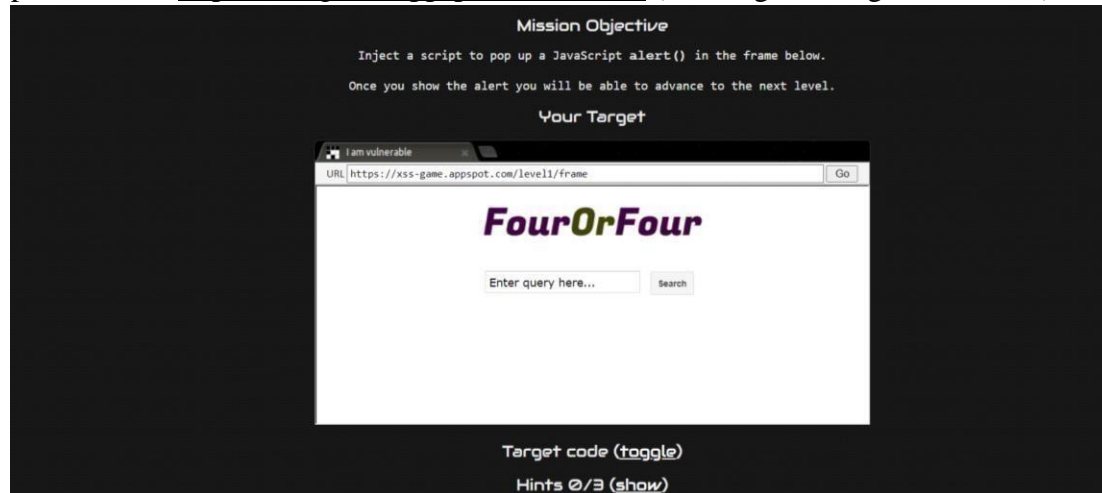 Mission Objective
Inject a script to pop up a JavaScript alert() in the frame below.
Once you show the alert you will be able to advance to the next level.
Your Target
I am vulnerable
URL https://xss-game.appspot.com/level1/frame Go
FourOrFour
Enter query here... Search
Target code (toggle)
Hints 0/3 (show)